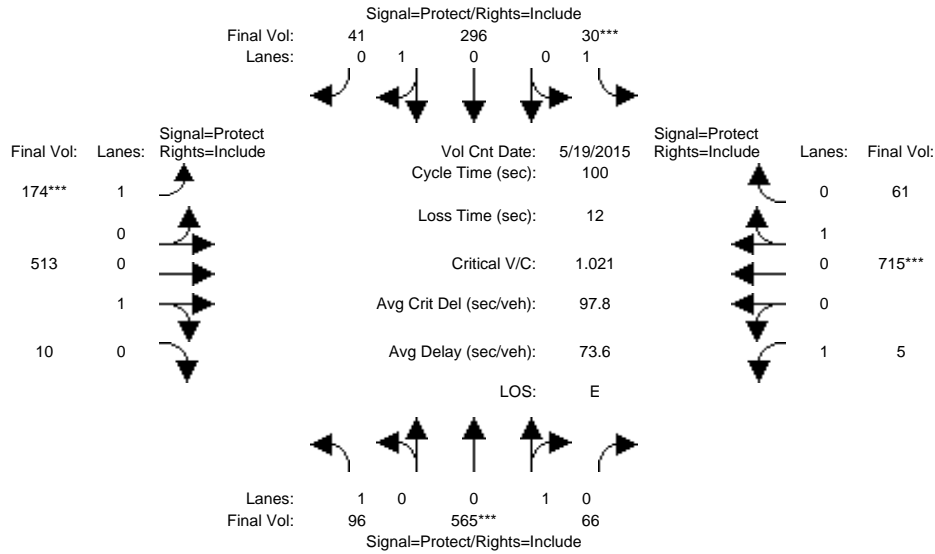 Signal=Protect/Rights=Include
Final Vol: 41 296 30***
Lanes: 0 1 0 0 1
Signal=Protect Signal=Protect
Final Vol: Lanes: Rights=Include Vol Cnt Date: 5/19/2015 Rights=Include Lanes: Final Vol:
Cycle Time (sec): 100
174*** 1 0 61
Loss Time (sec): 12
0 1
513 0 Critical V/C: 1.021 0 715***
1 Avg Crit Del (sec/veh): 97.8 0
10 0 Avg Delay (sec/veh): 73.6 1 5
LOS: E
Lanes: 1 0 0 1 0
Final Vol: 96 565*** 66
Signal=Protect/Rights=Include